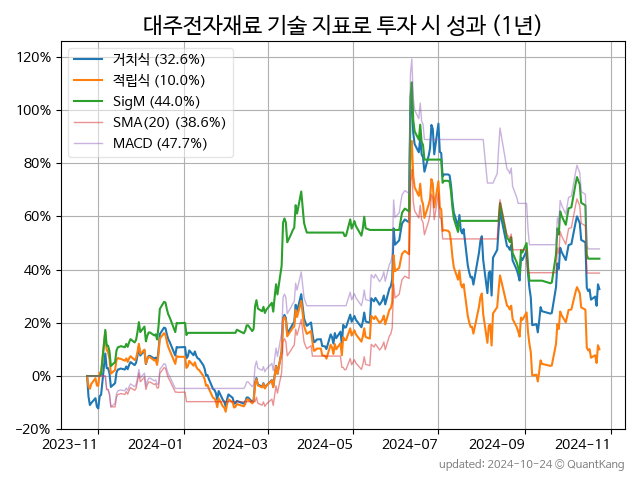 대주전자재료 기술 지표로 투자 시 성과 (1년)
120%
100%
80%
60%
40%
20%
0%
−20%
거치식 (32.6%)
적립식 (10.0%)
SigM (44.0%)
SMA(20) (38.6%)
MACD (47.7%)
2023-11
2024-01
2024-03
2024-05
2024-07
2024-09
2024-11
updated: 2024-10-24 © QuantKang